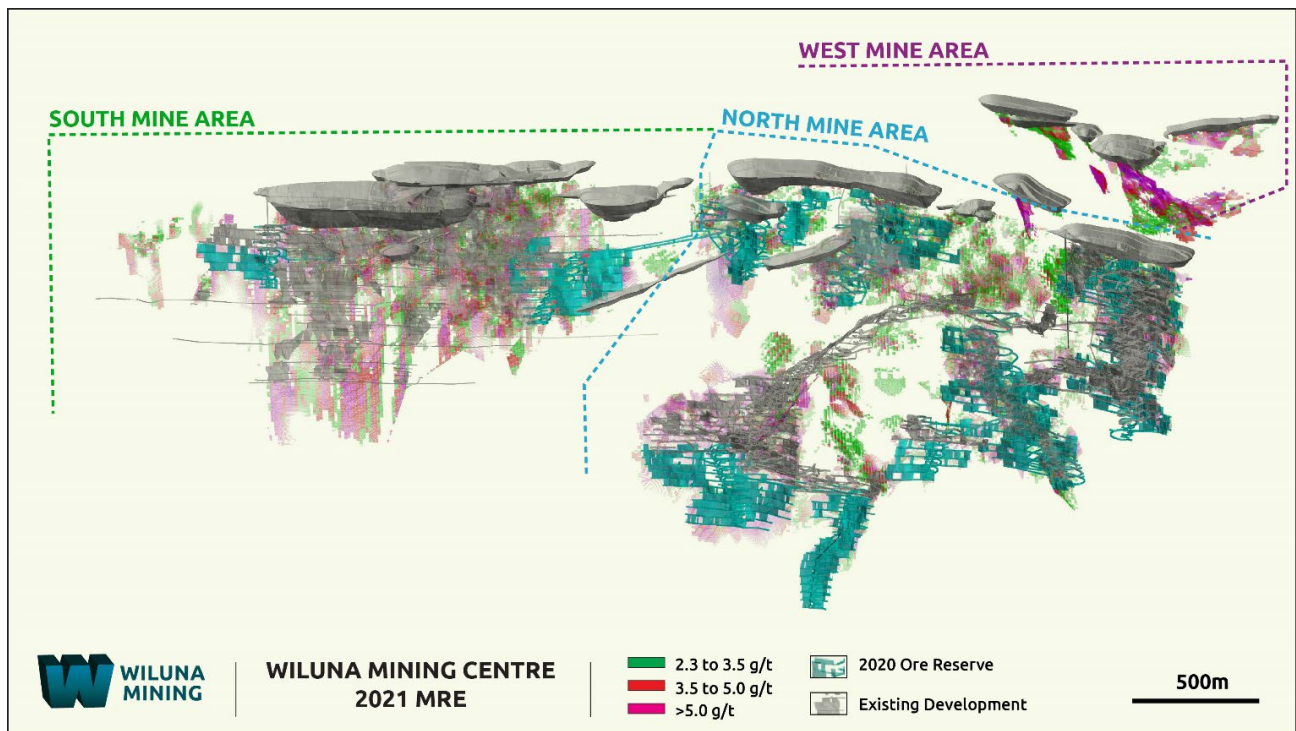 WEST MINE AREA
SOUTH MINE AREA
NORTH MINE AREA
WILUNA
MINING
WILUNA MINING CENTRE
2021 MRE
2.3 to 3.5 g/t
3.5 to 5.0 g/t
>5.0 g/t
2020 Ore Reserve
Existing Development
500m